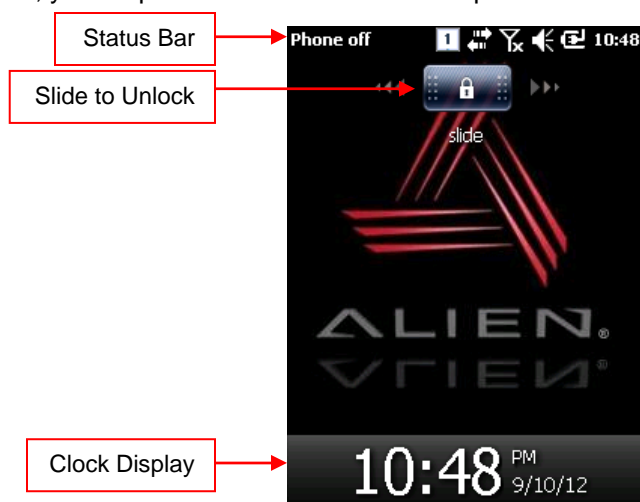 Status Bar
Phone off 1 10:48
Slide to Unlock
slide
ALIEN®
Clock Display
10:48 PM
9/10/12